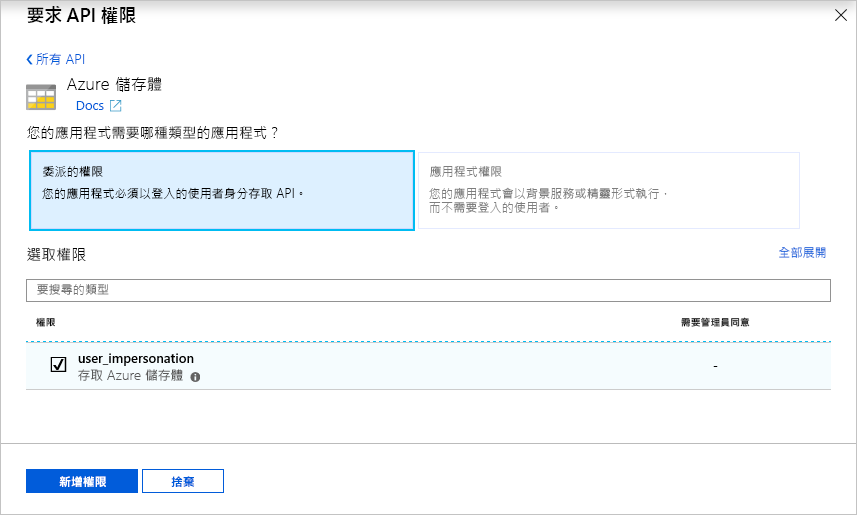 要求 API 權限
所有 API
Azure 儲存體
Docs
您的應用程式需要哪種類型的應用程式？
委派的權限
您的應用程式必須以登入的使用者身分存取 API。
應用程式權限
您的應用程式會以背景服務或精靈形式執行，
而不需要登入的使用者。
選取權限
全部展開
要搜尋的類型
權限
需要管理員同意
user_impersonation
存取 Azure 儲存體
-
新增權限
捨棄